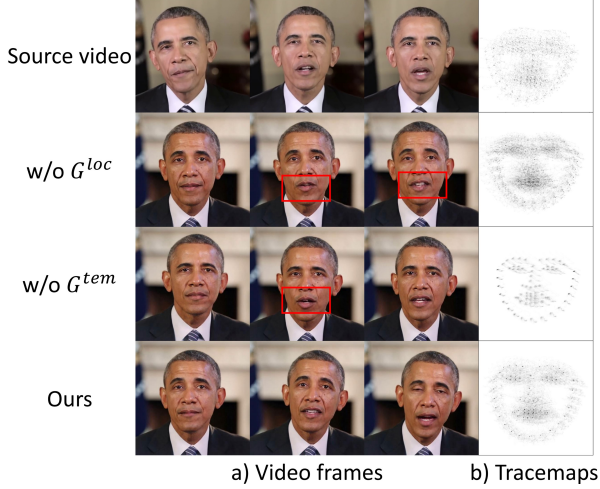 Source video
w/o G^loc
w/o G^tem
Ours
a) Video frames
b) Tracemaps